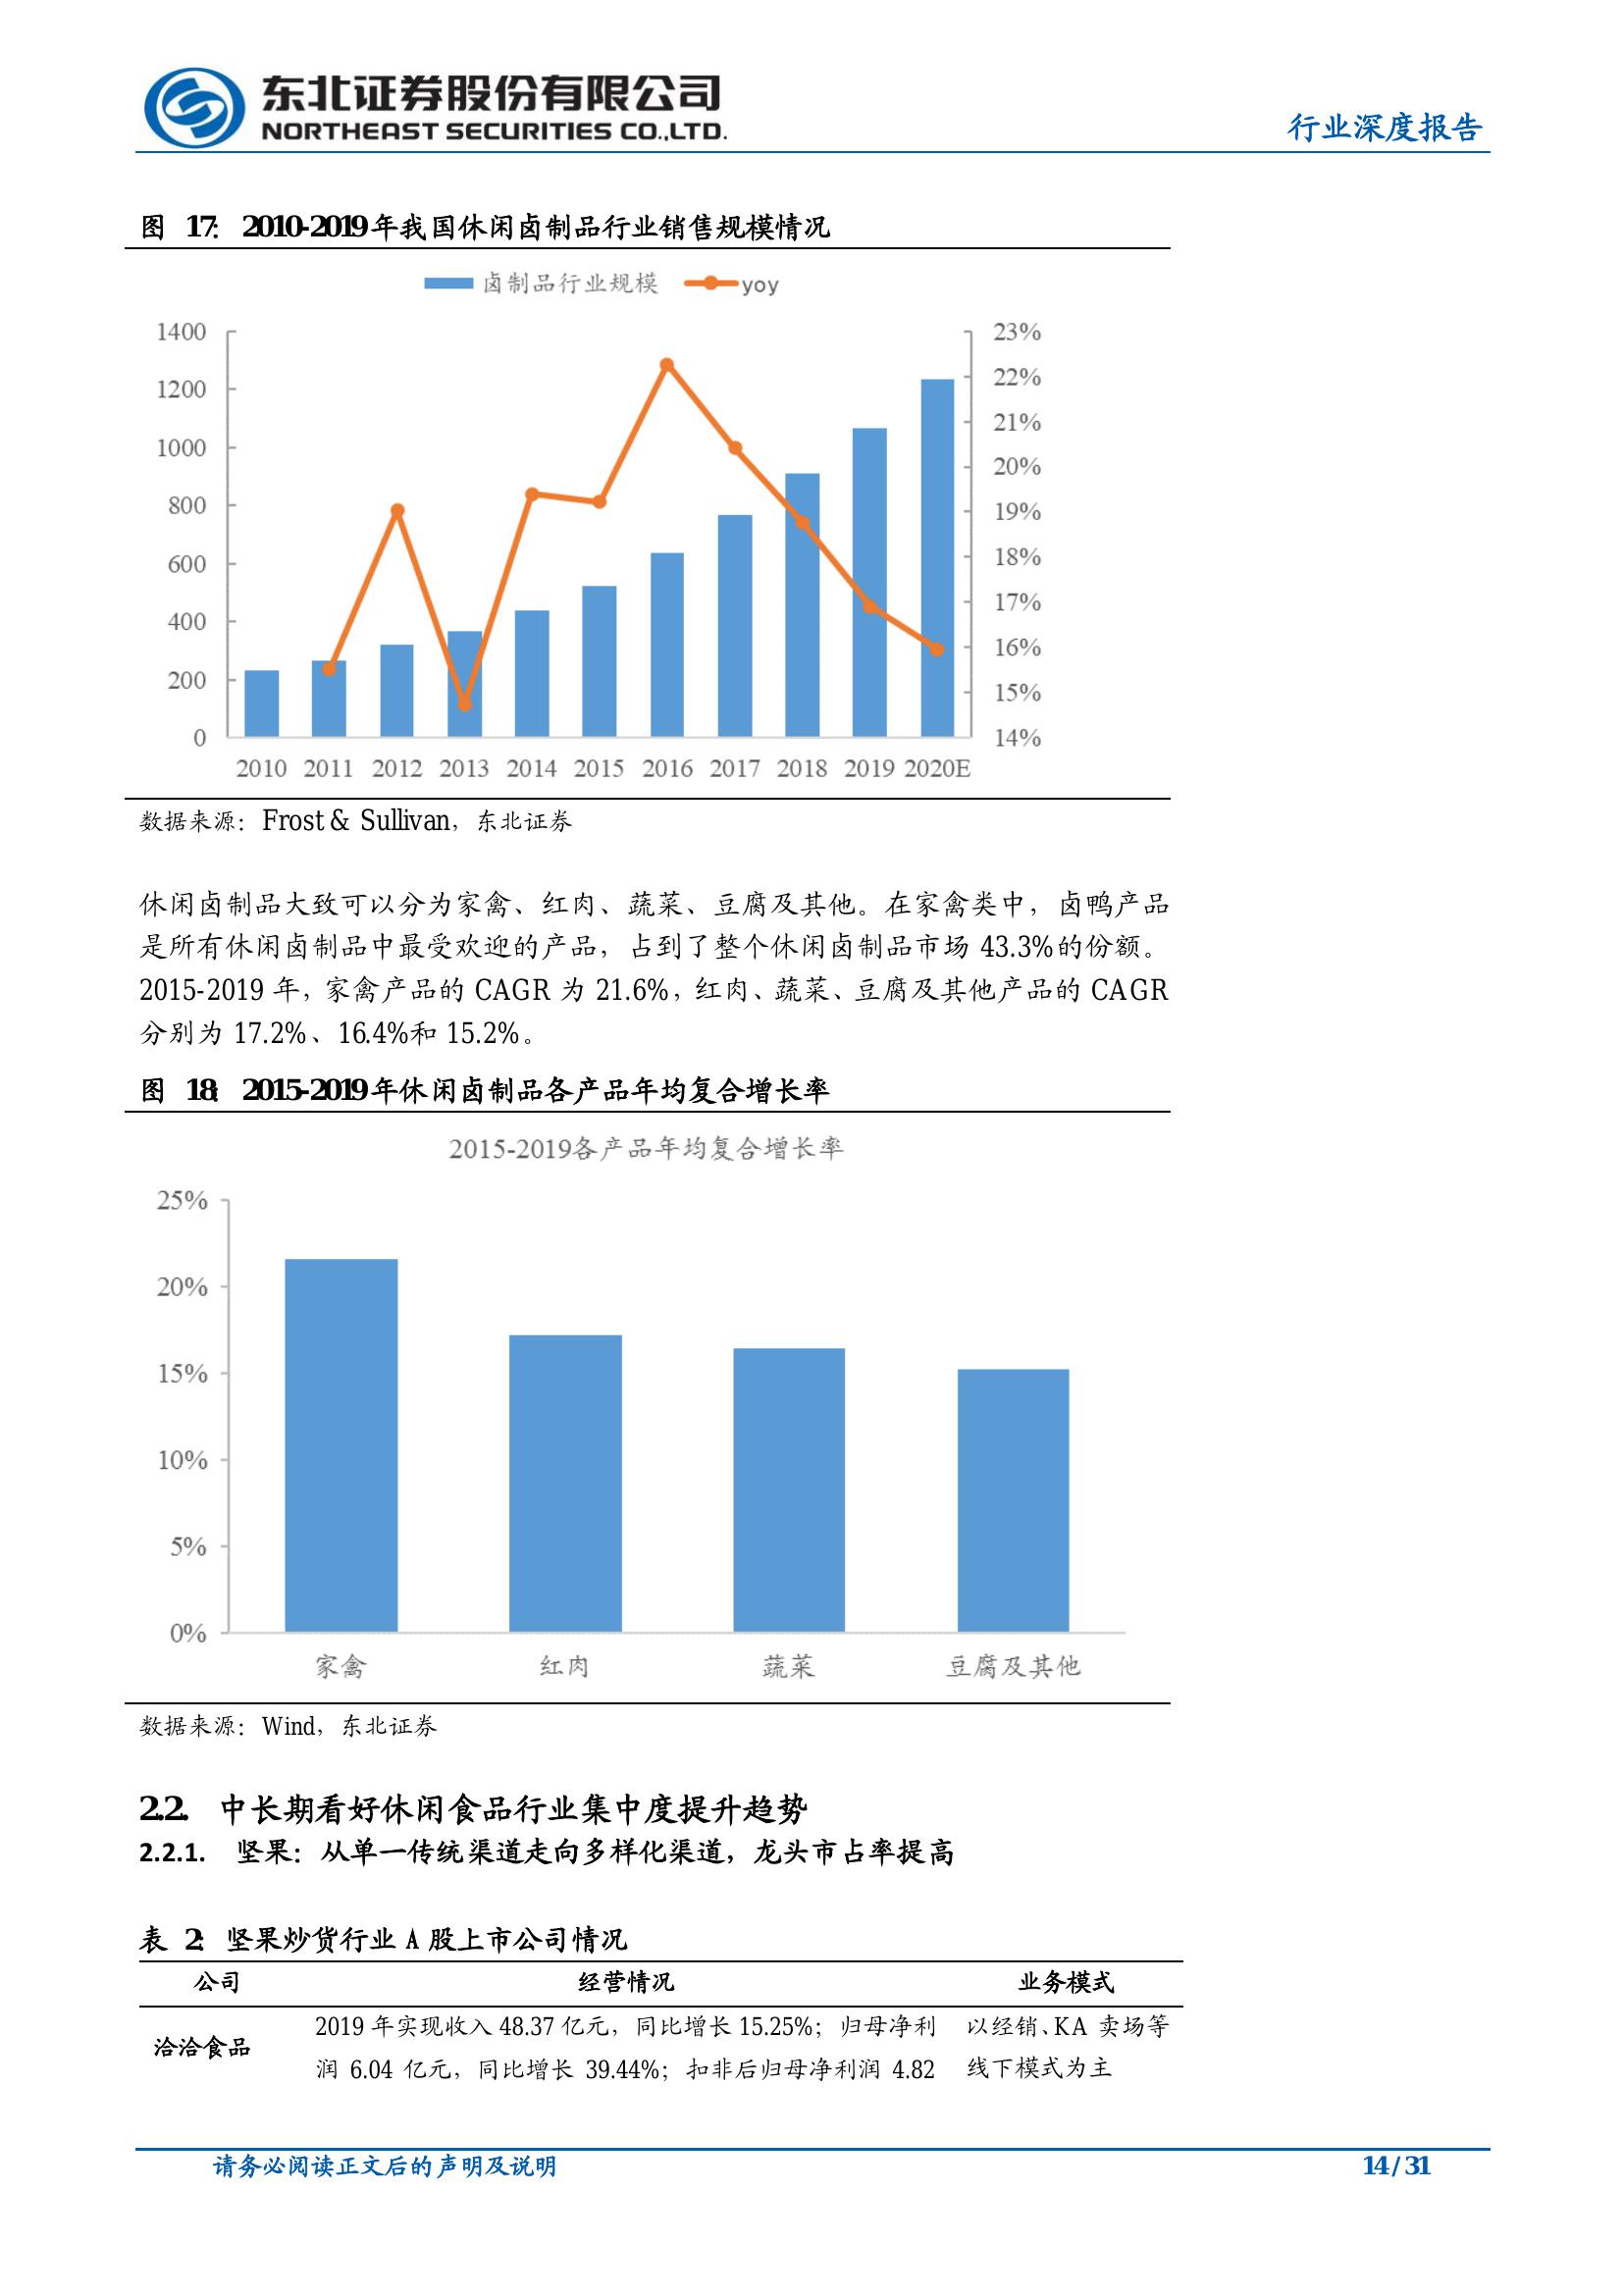 东北证券股份有限公司
NORTHEAST SECURITIES CO.,LTD.
行业深度报告
图 17: 2010-2019年我国休闲卤制品行业销售规模情况
卤制品行业规模 yoy
1400 23%
1200 22%
1000 21%
800 20%
600 19%
400 18%
200 17%
0 16%
15%
14%
2010 2011 2012 2013 2014 2015 2016 2017 2018 2019 2020E
数据来源：Frost & Sullivan，东北证券
休闲卤制品大致可以分为家禽、红肉、蔬菜、豆腐及其他。在家禽类中，卤鸭产品
是所有休闲卤制品中最受欢迎的产品，占到了整个休闲卤制品市场 43.3%的份额。
2015-2019 年，家禽产品的 CAGR 为 21.6%，红肉、蔬菜、豆腐及其他产品的 CAGR
分别为 17.2%、16.4%和 15.2%。
图 18: 2015-2019年休闲卤制品各产品年均复合增长率
2015-2019各产品年均复合增长率
25%
20%
15%
10%
5%
0%
家禽 红肉 蔬菜 豆腐及其他
数据来源：Wind，东北证券
2.2. 中长期看好休闲食品行业集中度提升趋势
2.2.1. 坚果：从单一传统渠道走向多样化渠道，龙头市占率提高
表 2: 坚果炒货行业 A 股上市公司情况
公司 经营情况 业务模式
洽洽食品
2019 年实现收入 48.37 亿元，同比增长 15.25%；归母净利 以经销、KA 卖场等
润 6.04 亿元，同比增长 39.44%；扣非后归母净利润 4.82 线下模式为主
请务必阅读正文后的声明及说明 14 / 31